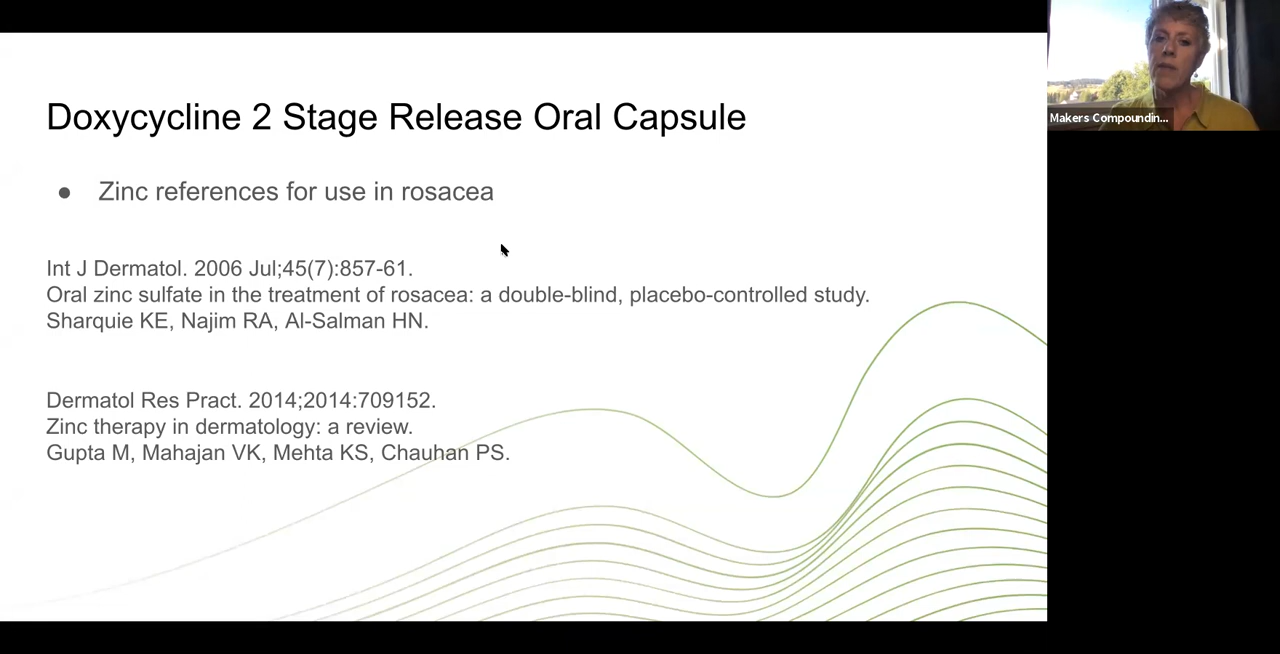 Doxycycline 2 Stage Release Oral Capsule
● Zinc references for use in rosacea
Int J Dermatol. 2006 Jul;45(7):857-61.
Oral zinc sulfate in the treatment of rosacea: a double-blind, placebo-controlled study.
Sharquie KE, Najim RA, Al-Salman HN.
Dermatol Res Pract. 2014;2014:709152.
Zinc therapy in dermatology: a review.
Gupta M, Mahajan VK, Mehta KS, Chauhan PS.
Makers Compoundin...